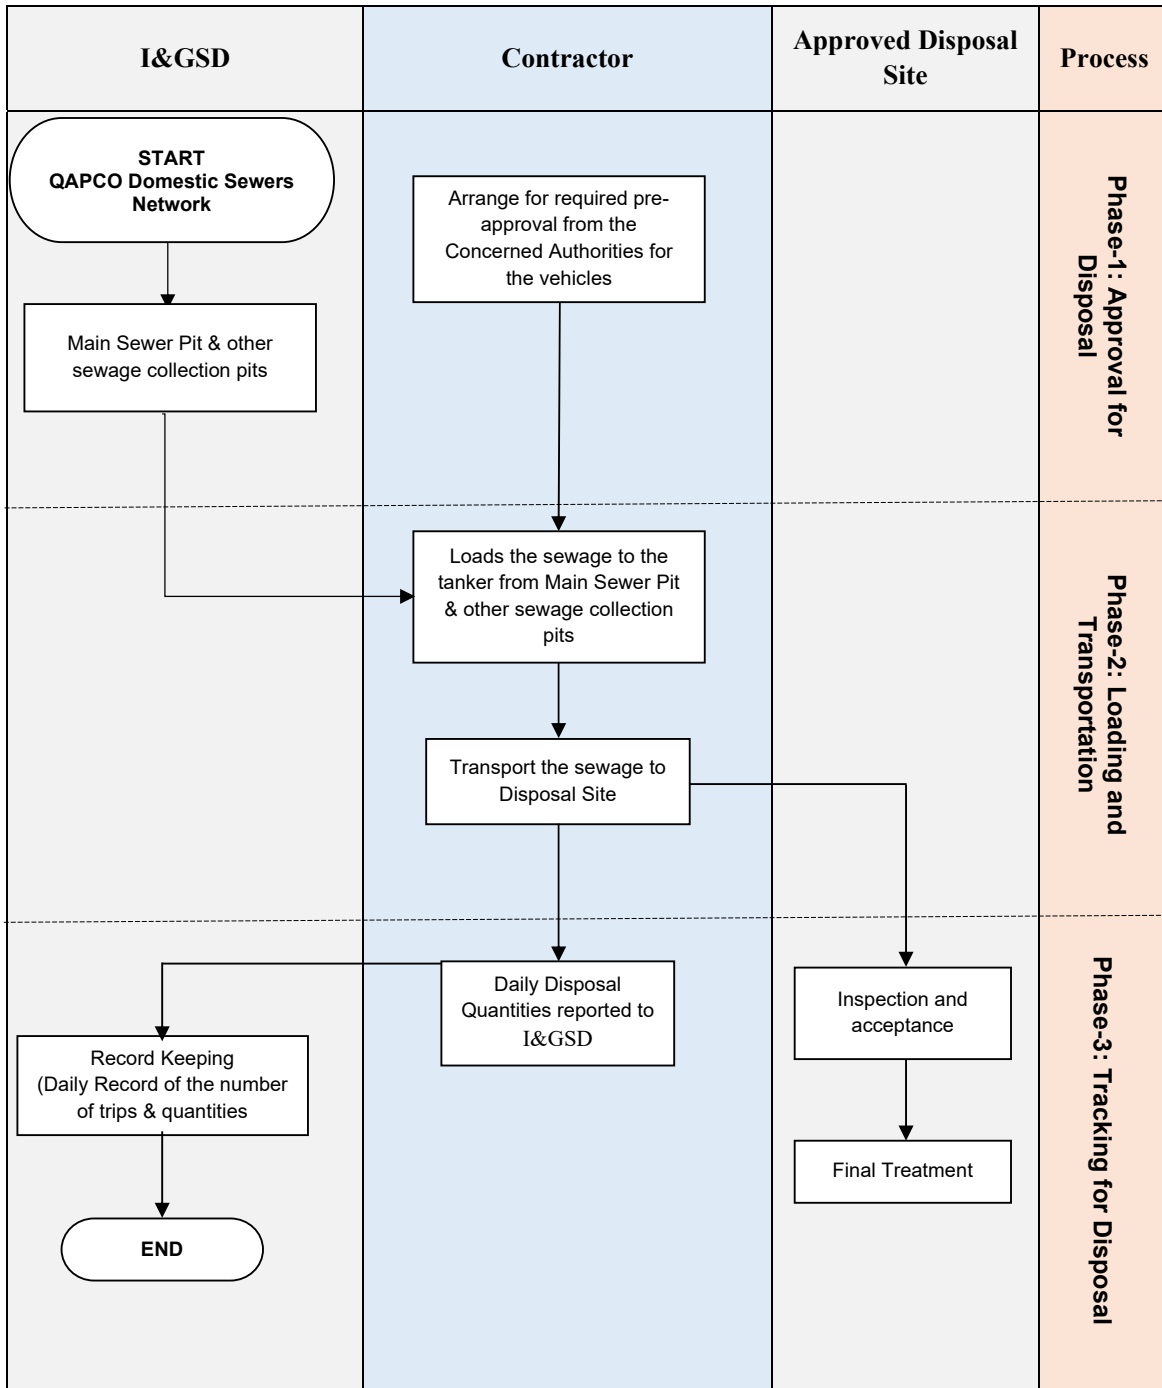 I&GSD
Contractor
Approved Disposal
Site
Process
START
QAPCO Domestic Sewers
Network
Main Sewer Pit & other
sewage collection pits
Arrange for required pre-
approval from the
Concerned Authorities for
the vehicles
Phase-1: Approval for
Disposal
Loads the sewage to the
tanker from Main Sewer Pit
& other sewage collection
pits
Transport the sewage to
Disposal Site
Phase-2: Loading and
Transportation
Daily Disposal
Quantities reported to
I&GSD
Record Keeping
(Daily Record of the number
of trips & quantities
END
Inspection and
acceptance
Final Treatment
Phase-3: Tracking for Disposal